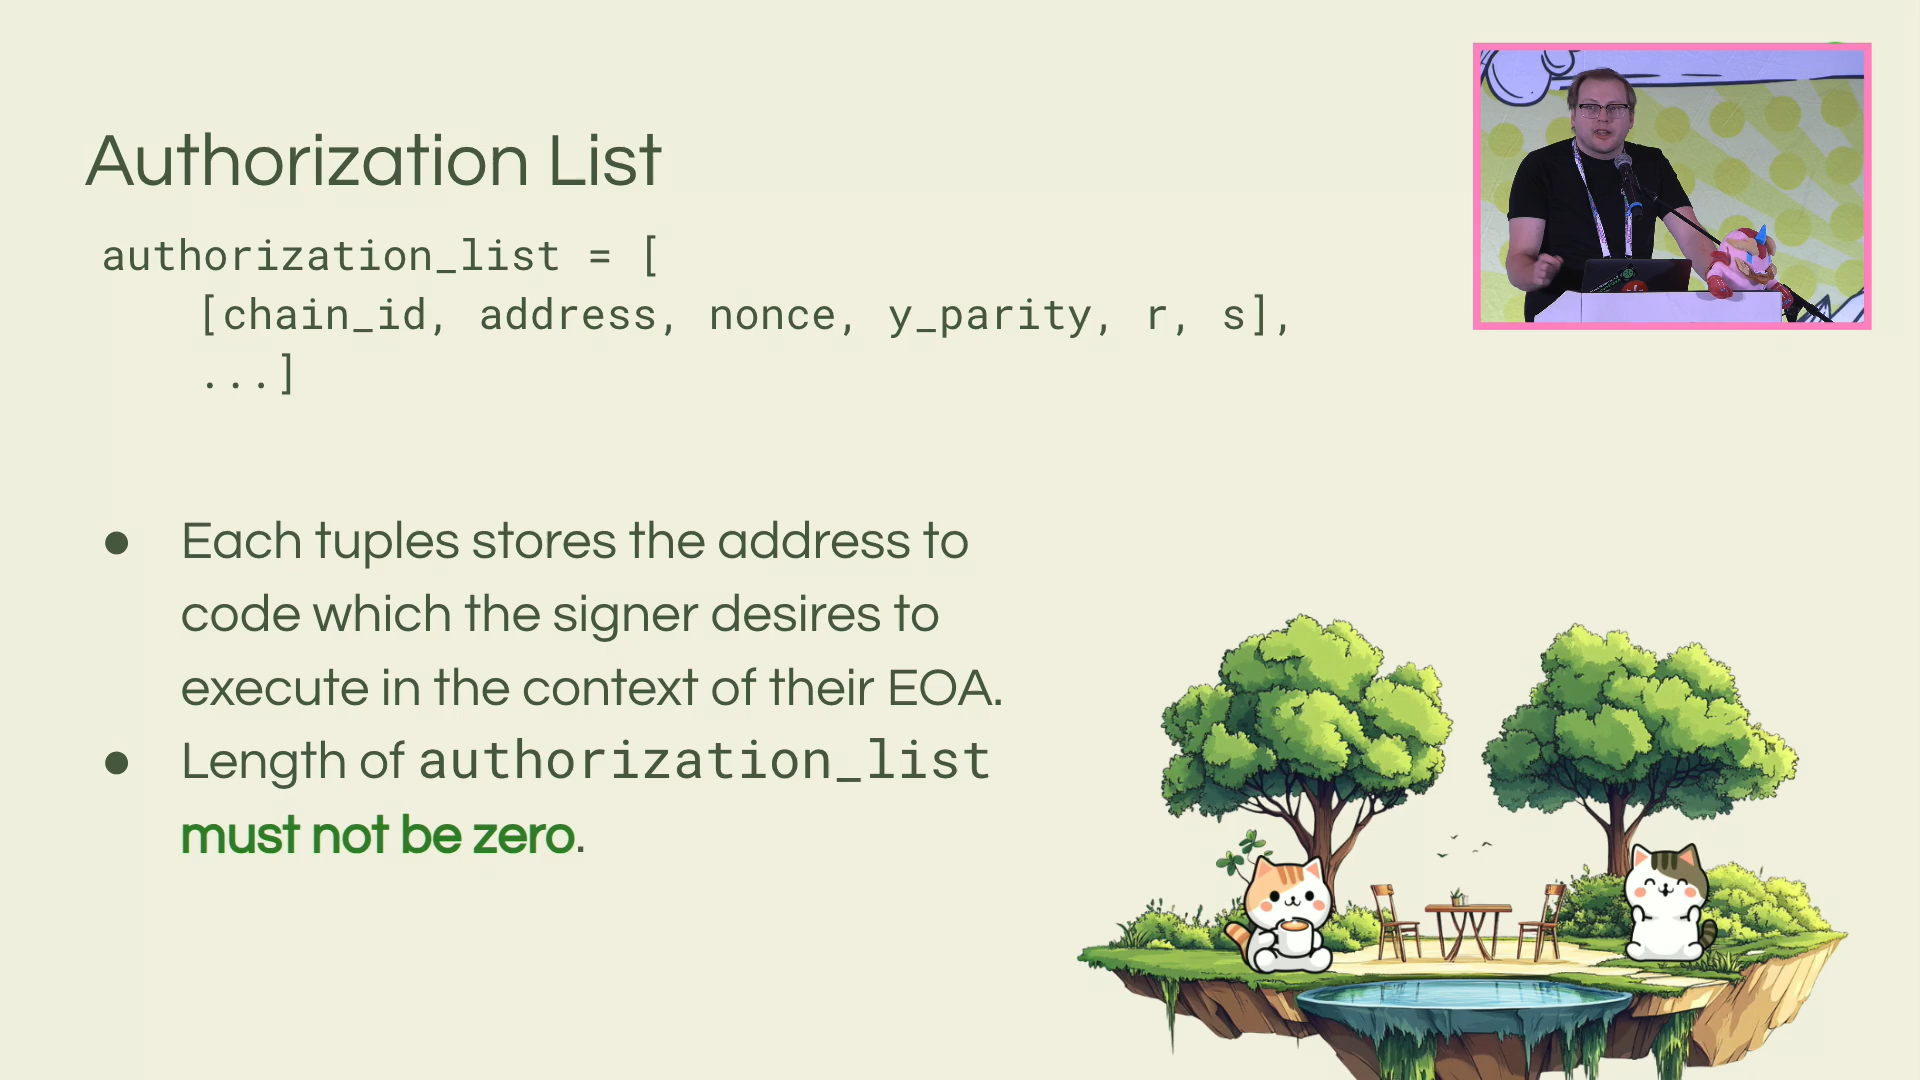 Authorization List
authorization_list = [
[chain_id, address, nonce, y_parity, r, s],
...]
● Each tuples stores the address to
code which the signer desires to
execute in the context of their EOA.
● Length of authorization_list
must not be zero.